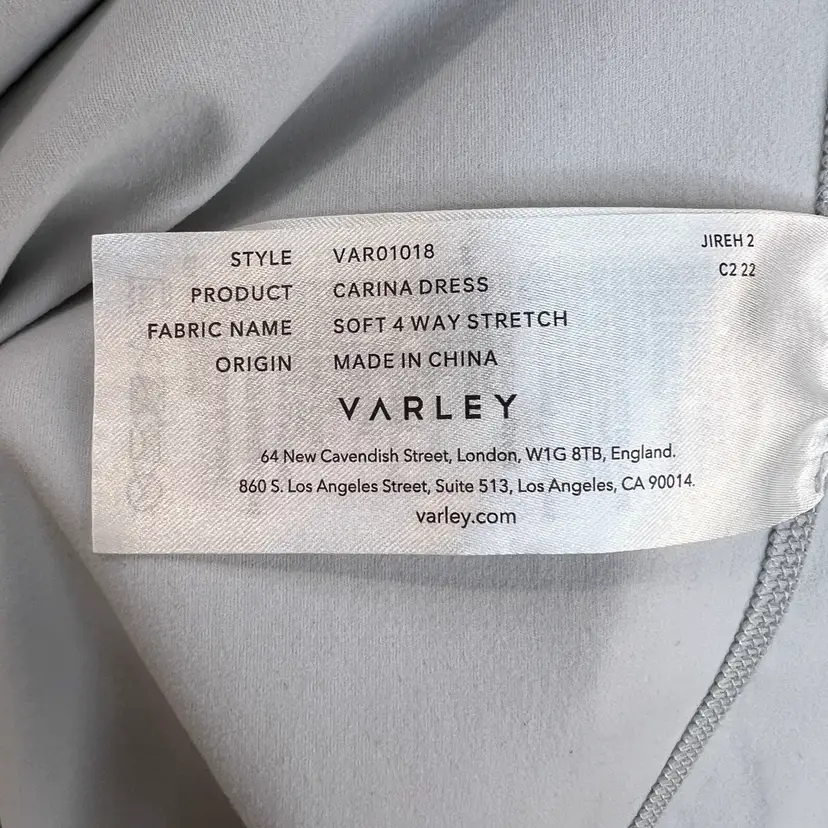 STYLE VAR01018
PRODUCT CARINA DRESS
FABRIC NAME SOFT 4 WAY STRETCH
ORIGIN MADE IN CHINA
JIREH 2
C2 22
VARLEY
64 New Cavendish Street, London, W1G 8TB, England.
860 S. Los Angeles Street, Suite 513, Los Angeles, CA 90014.
varley.com